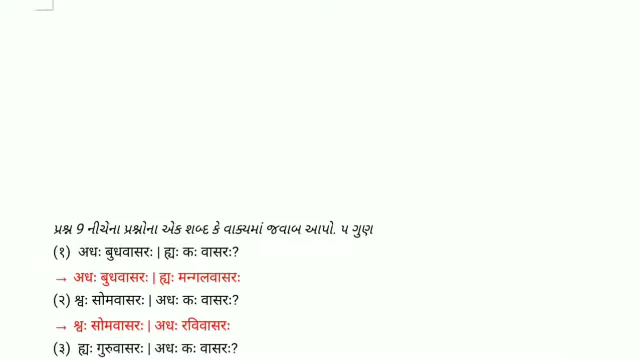 પ્રશ્ન 9 નીચેના પ્રશ્નોના એક શબ્દ કે વાક્યમાં જવાબ આપો. ૫ ગુણ
(१) अधः बुधवासरः | ह्यः कः वासरः?
→ अधः बुधवासरः | ह्यः मन्गलवासरः
(२) श्वः सोमवासरः | अधः कः वासरः?
→ श्वः सोमवासरः | अधः रविवासरः
(३) ह्यः गुरुवासरः | अधः कः वासरः?